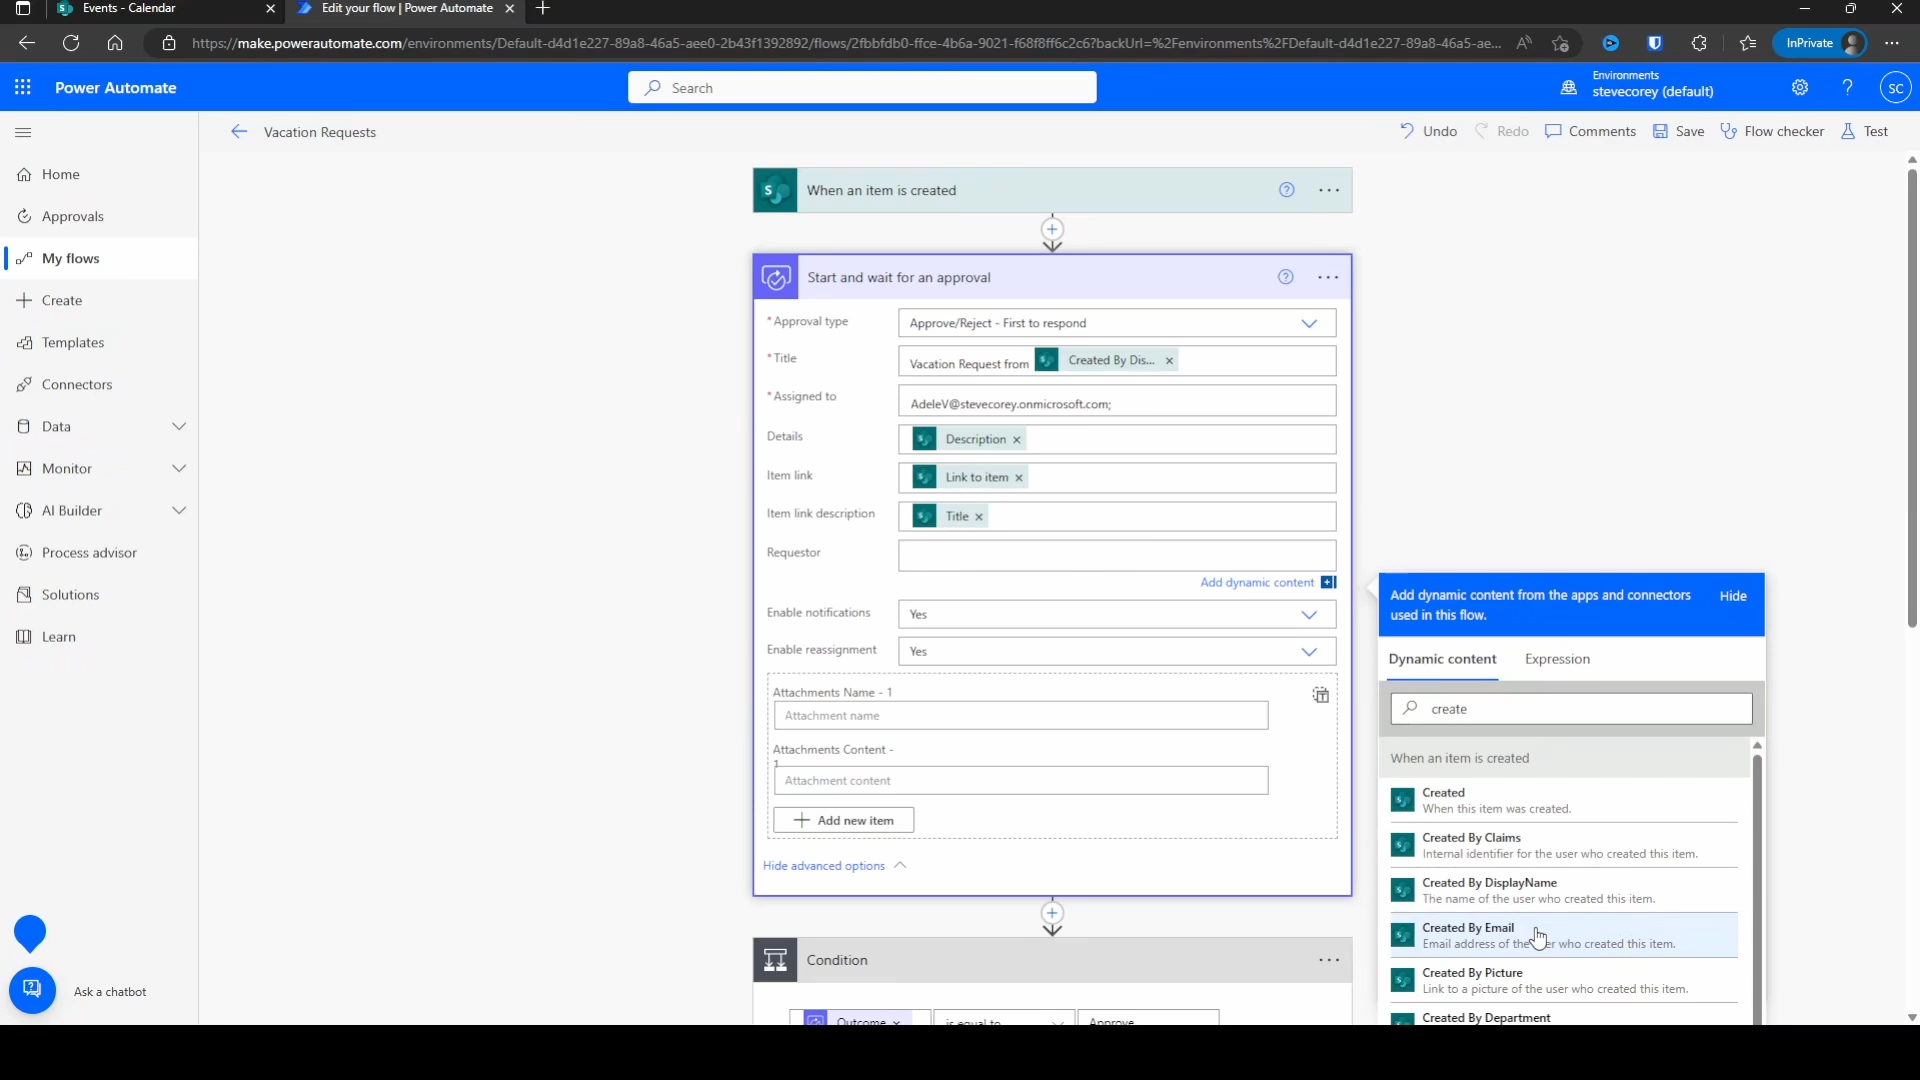 Events - Calendar
Edit your flow | Power Automate
https://make.powerautomate.com/environments/Default-d4d1e227-89a8-46a5-aee0-2b43f1392892/flows/2fbbfdb0-ffce-4b6a-9021-f68f8ff6c2c6?backUrl=%2Fenvironments%2FDefault-d4d1e227-89a8-46a5-ae...
InPrivate
Power Automate
Search
Environments
stevecorey (default)
SC
Vacation Requests
Undo
Redo
Comments
Save
Flow checker
Test
Home
Approvals
My flows
Create
Templates
Connectors
Data
Monitor
AI Builder
Process advisor
Solutions
Learn
Ask a chatbot
When an item is created
Start and wait for an approval
* Approval type
Approve/Reject - First to respond
* Title
Vacation Request from Created By Dis... ×
* Assigned to
AdeleV@stevecorey.onmicrosoft.com;
Details
Description ×
Item link
Link to item ×
Item link description
Title ×
Requestor
Add dynamic content
Enable notifications
Yes
Enable reassignment
Yes
Attachments Name - 1
Attachment name
Attachments Content -
1
Attachment content
Add new item
Hide advanced options
Condition
Outcome ×
is equal to
Approve
Add dynamic content from the apps and connectors
used in this flow.
Hide
Dynamic content
Expression
create
When an item is created
Created
When this item was created.
Created By Claims
Internal identifier for the user who created this item.
Created By DisplayName
The name of the user who created this item.
Created By Email
Email address of the user who created this item.
Created By Picture
Link to a picture of the user who created this item.
Created By Department